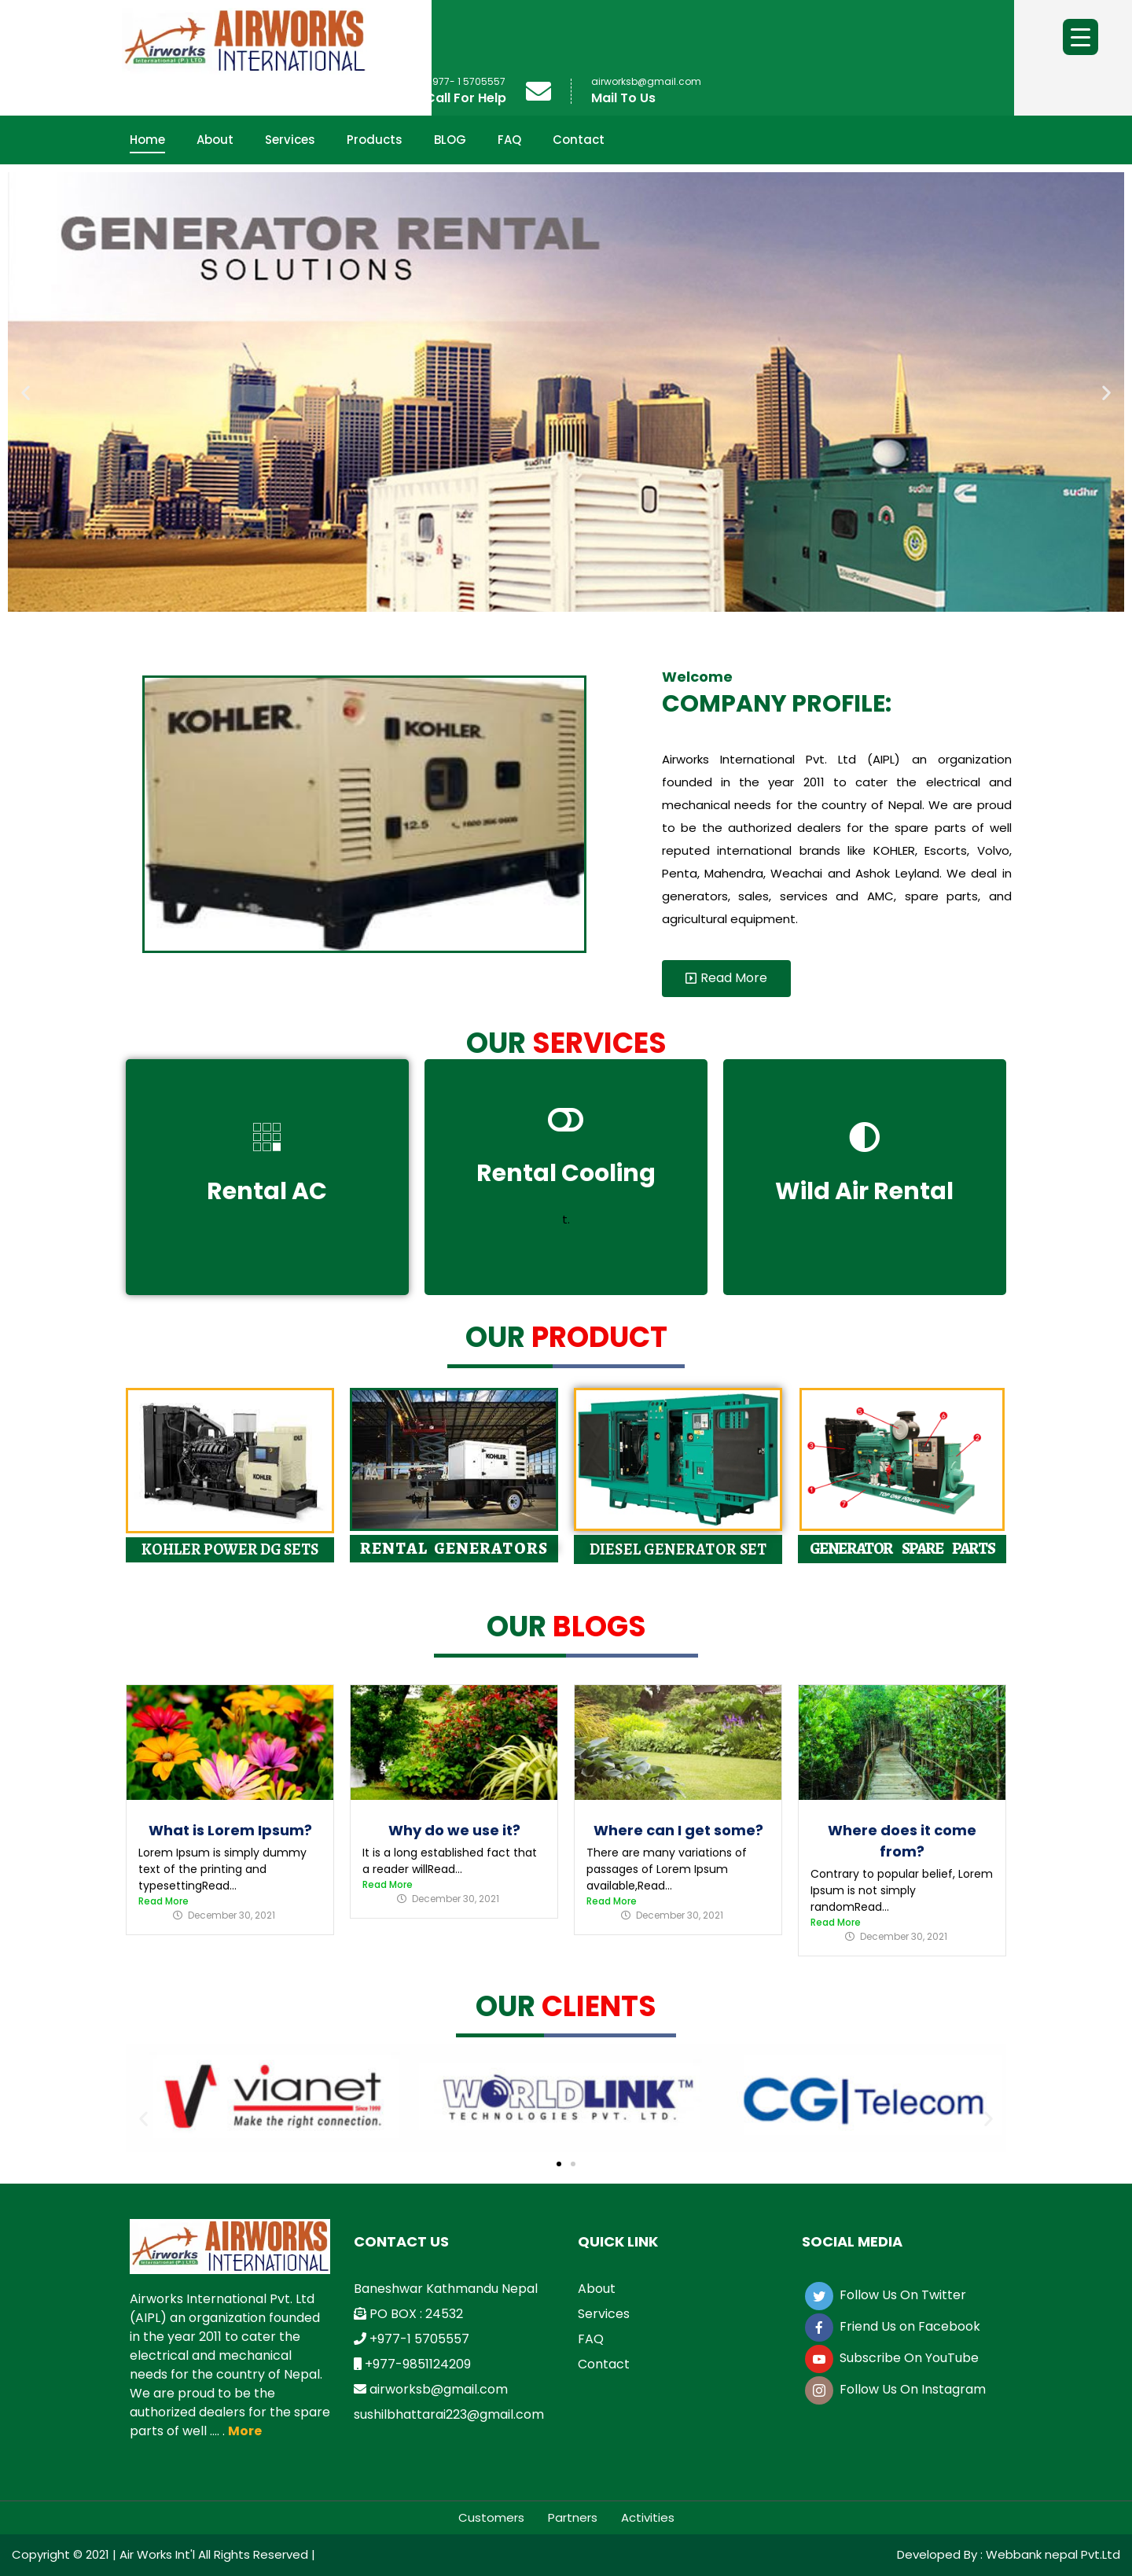 AIRWORKS
INTERNATIONAL
Airworks
International (P.) LTD.
977- 1 5705557
Call For Help
airworksb@gmail.com
Mail To Us
Home About Services Products BLOG FAQ Contact
GENERATOR RENTAL
SOLUTIONS
sudhir
sudhir
SilentPower
KOHLER
KOHLER
12.5
Welcome
COMPANY PROFILE:
Airworks International Pvt. Ltd (AIPL) an organization
founded in the year 2011 to cater the electrical and
mechanical needs for the country of Nepal. We are proud
to be the authorized dealers for the spare parts of well
reputed international brands like KOHLER, Escorts, Volvo,
Penta, Mahendra, Weachai and Ashok Leyland. We deal in
generators, sales, services and AMC, spare parts, and
agricultural equipment.
Read More
OUR SERVICES
Rental AC
Rental Cooling
t.
Wild Air Rental
OUR PRODUCT
KOHLER
KOHLER POWER DG SETS
RENTAL GENERATORS
DIESEL GENERATOR SET
GENERATOR SPARE PARTS
OUR BLOGS
What is Lorem Ipsum?
Lorem Ipsum is simply dummy
text of the printing and
typesettingRead...
Read More
December 30, 2021
Why do we use it?
It is a long established fact that
a reader willRead...
Read More
December 30, 2021
Where can I get some?
There are many variations of
passages of Lorem Ipsum
available,Read...
Read More
December 30, 2021
Where does it come
from?
Contrary to popular belief, Lorem
Ipsum is not simply
randomRead...
Read More
December 30, 2021
OUR CLIENTS
vianet
Since 1999
Make the right connection.
WORLDLINK
TECHNOLOGIES PVT. LTD.
CG|Telecom
Airworks
International (P.) LTD.
AIRWORKS
INTERNATIONAL
Airworks International Pvt. Ltd
(AIPL) an organization founded
in the year 2011 to cater the
electrical and mechanical
needs for the country of Nepal.
We are proud to be the
authorized dealers for the spare
parts of well .... . More
CONTACT US
Baneshwar Kathmandu Nepal
PO BOX : 24532
+977-1 5705557
+977-9851124209
airworksb@gmail.com
sushilbhattarai223@gmail.com
QUICK LINK
About
Services
FAQ
Contact
SOCIAL MEDIA
Follow Us On Twitter
Friend Us on Facebook
Subscribe On YouTube
Follow Us On Instagram
Customers Partners Activities
Copyright © 2021 | Air Works Int'l All Rights Reserved |
Developed By : Webbank nepal Pvt.Ltd